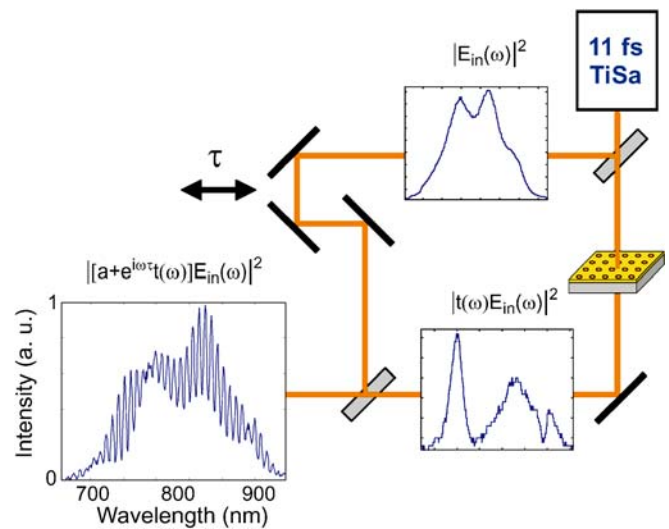 11 fs
TiSa
|E_in(ω)|²
τ
|[a+e^{iωτ}t(ω)]E_in(ω)|²
|t(ω)E_in(ω)|²
1
Intensity (a. u.)
0
700 800 900
Wavelength (nm)